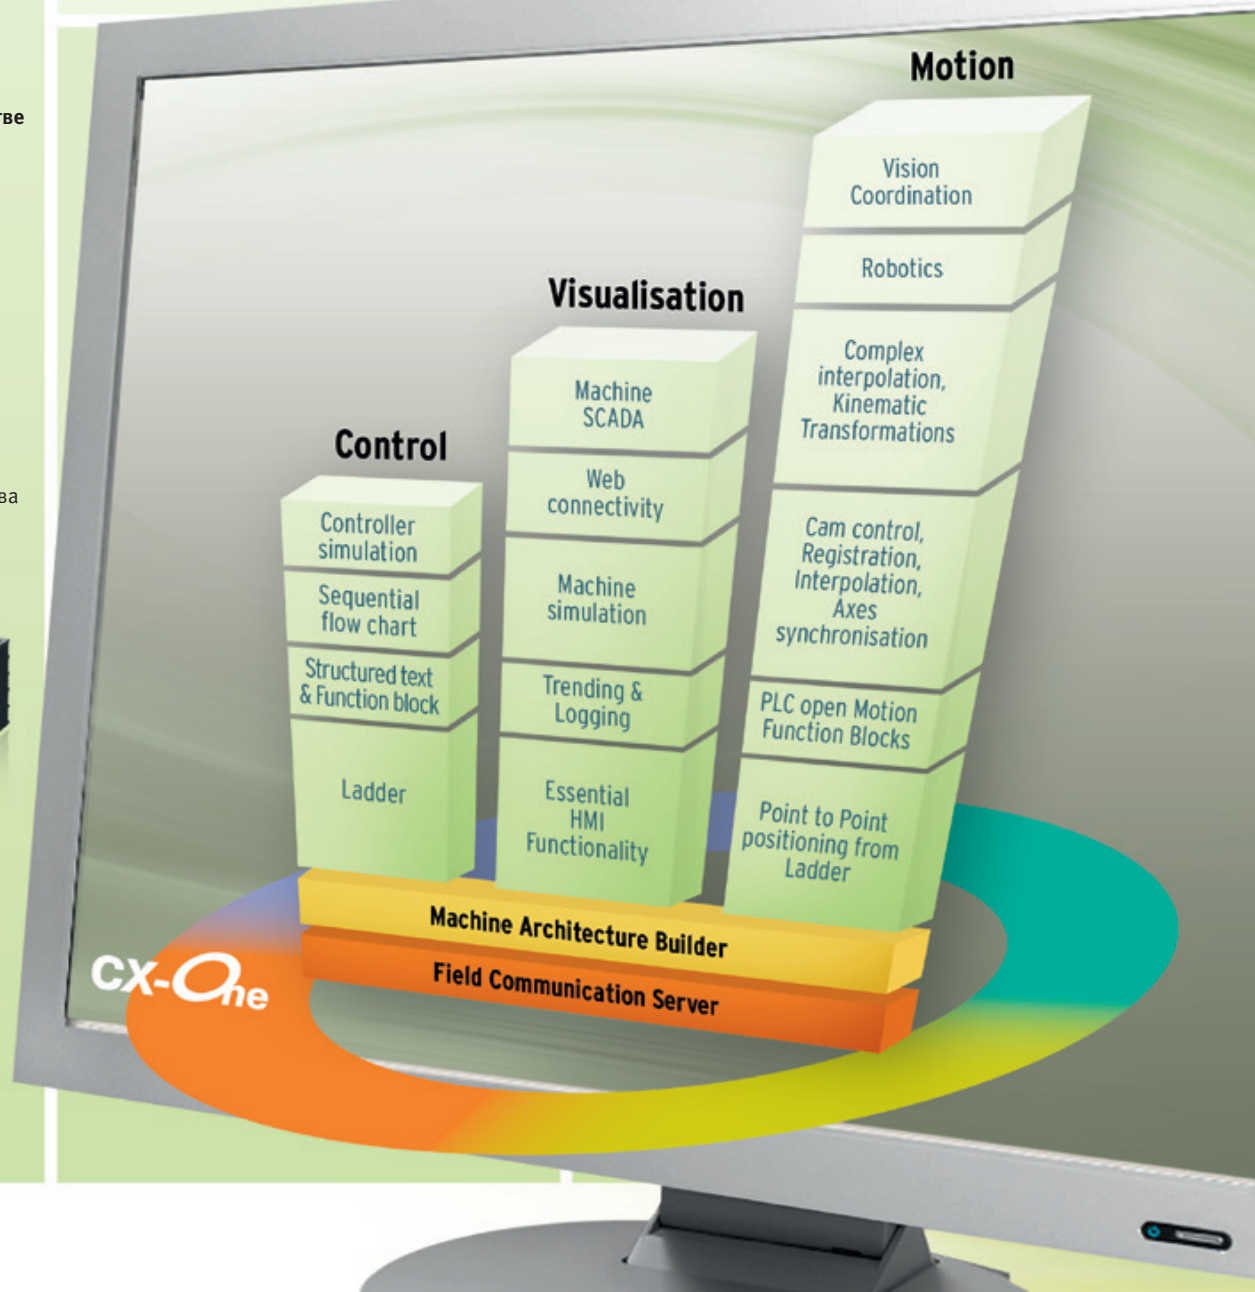 тве
ва
Motion
Vision
Coordination
Robotics
Complex
interpolation,
Kinematic
Transformations
Cam control,
Registration,
Interpolation,
Axes
synchronisation
PLC open Motion
Function Blocks
Point to Point
positioning from
Ladder
Visualisation
Machine
SCADA
Web
connectivity
Machine
simulation
Trending &
Logging
Essential
HMI
Functionality
Control
Controller
simulation
Sequential
flow chart
Structured text
& Function block
Ladder
Machine Architecture Builder
Field Communication Server
CX-One